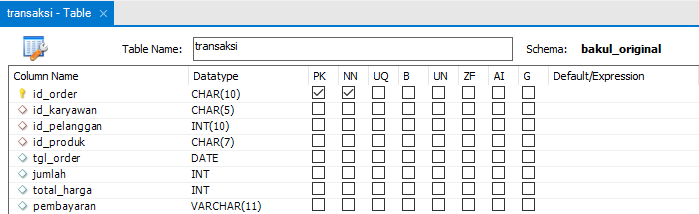 transaksi - Table ×
Table Name: transaksi Schema: bakul_original
Column Name Datatype PK NN UQ B UN ZF AI G Default/Expression
id_order CHAR(10)
id_karyawan CHAR(5)
id_pelanggan INT(10)
id_produk CHAR(7)
tgl_order DATE
jumlah INT
total_harga INT
pembayaran VARCHAR(11)